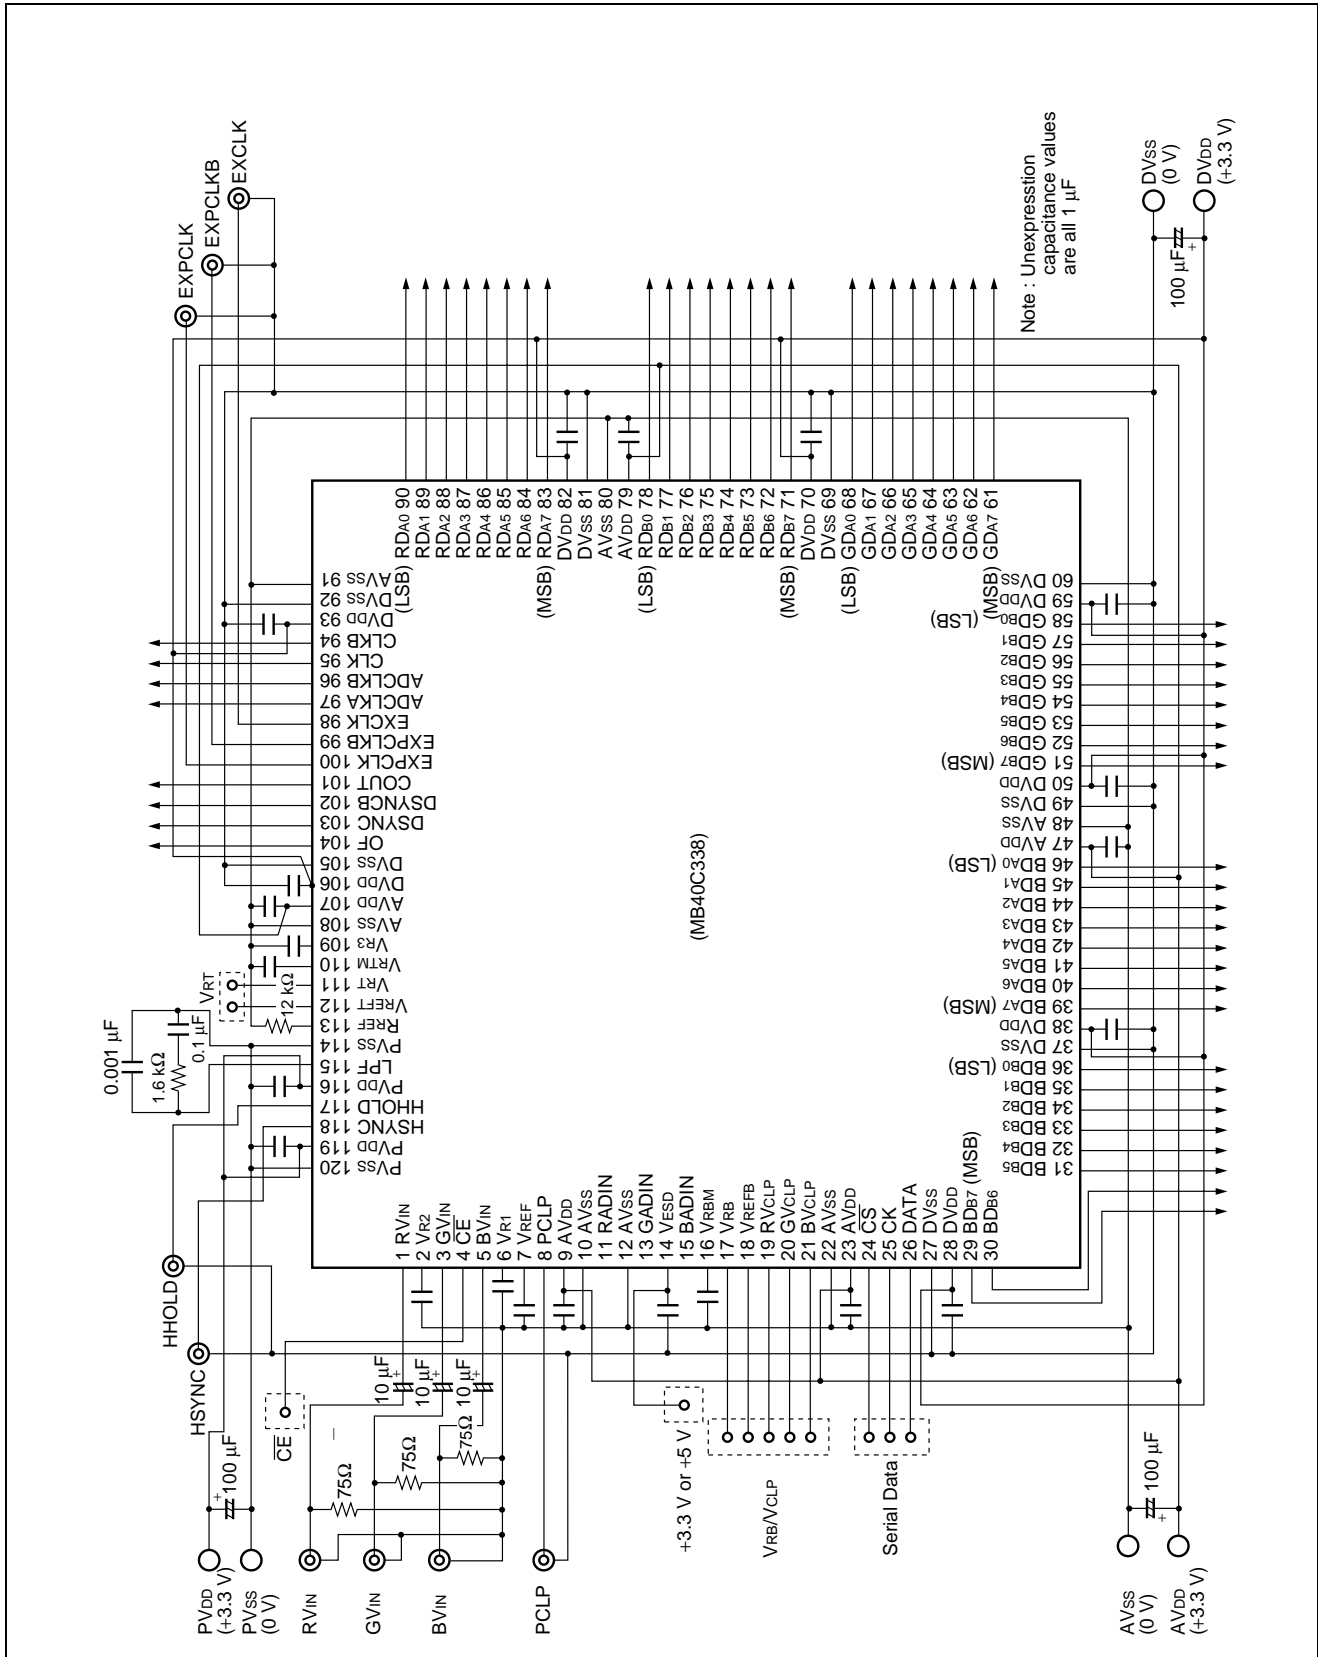 EXPCLK
EXPCLKB
EXCLK
Note : Unexpresstion
capacitance values
are all 1 µF
DVSS
(0 V)
DVDD
(+3.3 V)
100 µF
+
RDA0 90
(LSB)
RDA1 89
RDA2 88
RDA3 87
RDA4 86
RDA5 85
RDA6 84
RDA7 83
(MSB)
DVDD 82
DVSS 81
AVSS 80
AVDD 79
RDB0 78
(LSB)
RDB1 77
RDB2 76
RDB3 75
RDB4 74
RDB5 73
RDB6 72
RDB7 71
(MSB)
DVDD 70
DVSS 69
GDA0 68
(LSB)
GDA1 67
GDA2 66
GDA3 65
GDA4 64
GDA5 63
GDA6 62
GDA7 61
(MSB)
91 AVSS
92 DVSS
93 DVDD
94 CLKB
95 CLK
96 ADCLKB
97 ADCLKA
98 EXCLK
99 EXPCLKB
100 EXPCLK
101 COUT
102 DSYNCB
103 DSYNC
104 OF
105 DVSS
106 DVDD
107 AVDD
108 AVSS
109 VR3
110 VRTM
111 VRT
112 VREFT
113 RREF
114 PVSS
115 LPF
116 PVDD
117 HHOLD
118 HSYNC
119 PVDD
120 PVSS
VRT
12 kΩ
0.001 µF
1.6 kΩ
0.1 µF
(MB40C338)
60 DVSS
59 DVDD
58 GDB0 (LSB)
57 GDB1
56 GDB2
55 GDB3
54 GDB4
53 GDB5
52 GDB6
51 GDB7 (MSB)
50 DVDD
49 DVSS
48 AVSS
47 AVDD
46 BDA0 (LSB)
45 BDA1
44 BDA2
43 BDA3
42 BDA4
41 BDA5
40 BDA6
39 BDA7 (MSB)
38 DVDD
37 DVSS
36 BDB0 (LSB)
35 BDB1
34 BDB2
33 BDB3
32 BDB4
31 BDB5
1 RVIN
2 VR2
3 GVIN
4 CE
5 BVIN
6 VR1
7 VREF
8 PCLP
9 AVDD
10 AVSS
11 RADIN
12 AVSS
13 GADIN
14 VESD
15 BADIN
16 VRBM
17 VRB
18 VREFB
19 RVCLP
20 GVCLP
21 BVCLP
22 AVSS
23 AVDD
24 CS
25 CK
26 DATA
27 DVSS
28 DVDD
29 BDB7 (MSB)
30 BDB6
HHOLD
HSYNC
CE
10 µF
+
10 µF
+
10 µF
+
75Ω
75Ω
75Ω
+
100 µF
PVDD
(+3.3 V)
PVSS
(0 V)
RVIN
GVIN
BVIN
PCLP
+3.3 V or +5 V
VRB/VCLP
Serial Data
100 µF
+
AVSS
(0 V)
AVDD
(+3.3 V)